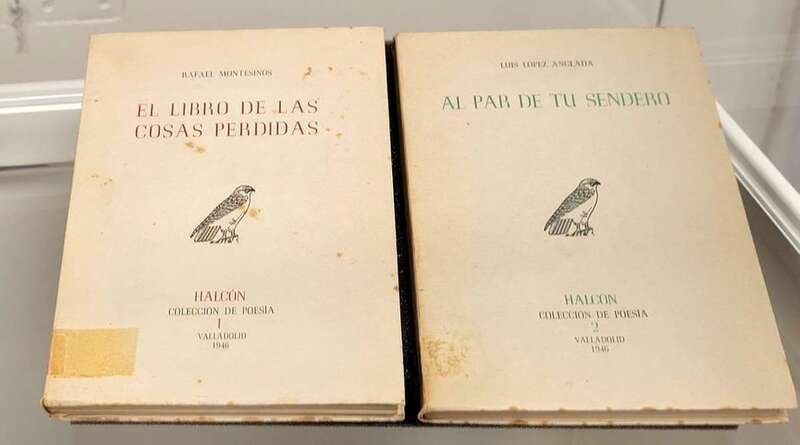 RAFAEL MONTESINOS
EL LIBRO DE LAS
COSAS PERDIDAS
HALCÓN
COLECCIÓN DE POESÍA
1
VALLADOLID
1946
LUIS LOPEZ ANGLADA
AL PAR DE TU SENDERO
HALCÓN
COLECCIÓN DE POESÍA
2
VALLADOLID
1946